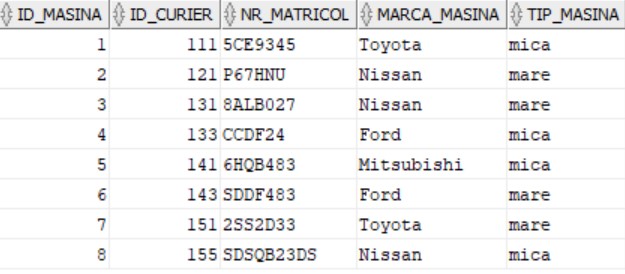 ID_MASINA ID_CURIER NR_MATRICOL MARCA_MASINA TIP_MASINA
1 111 5CE9345 Toyota mica
2 121 P67HNU Nissan mare
3 131 8ALB027 Nissan mare
4 133 CCDF24 Ford mica
5 141 6HQB483 Mitsubishi mica
6 143 SDDF483 Ford mare
7 151 2SS2D33 Toyota mare
8 155 SDSQB23DS Nissan mica